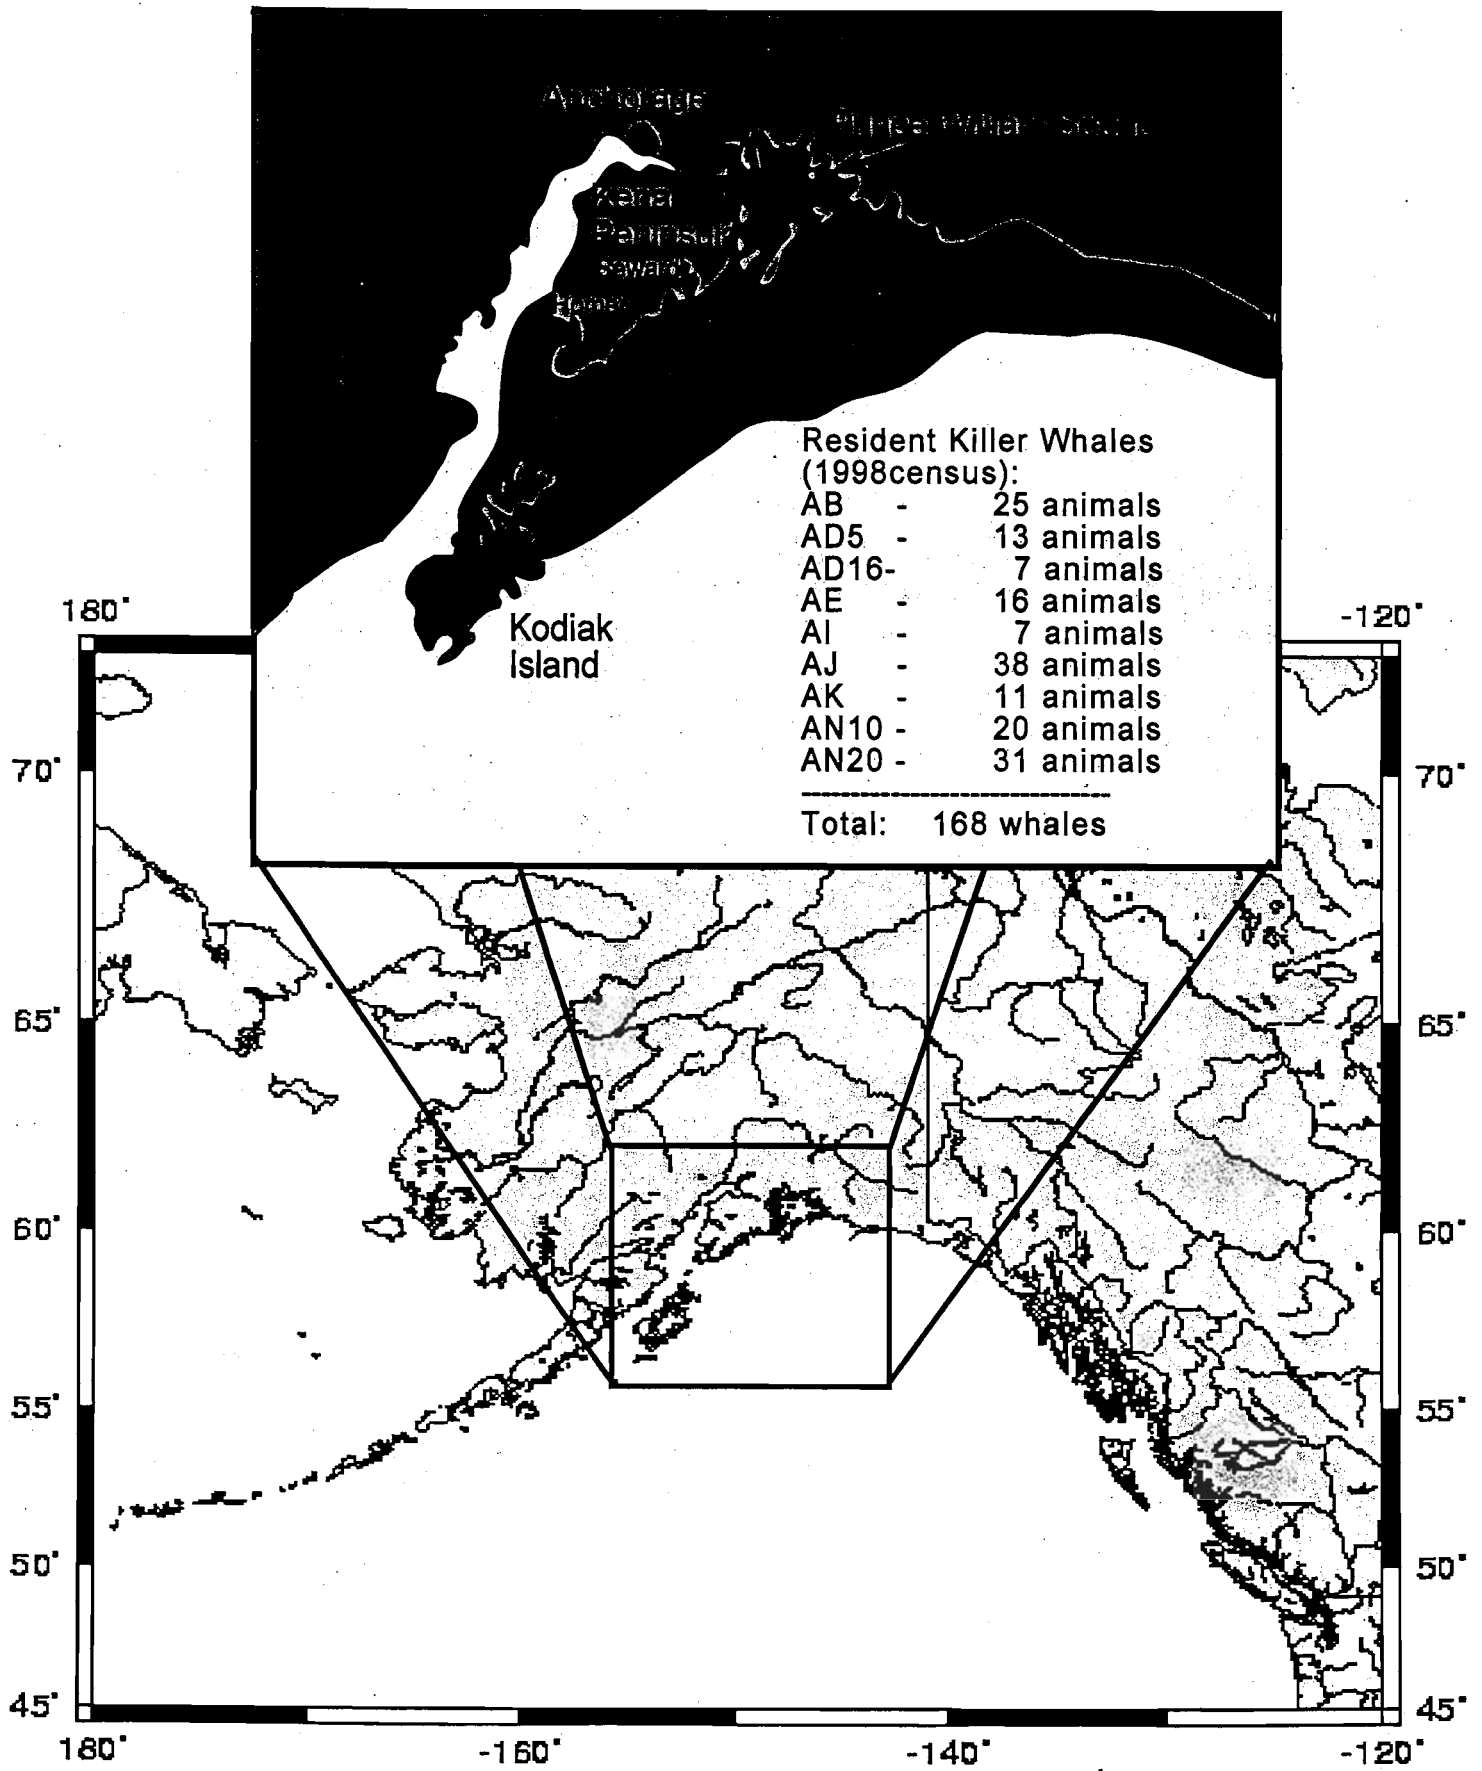 Anchorage
Prince William Sound
Kenai
Peninsula
Seward
Homer
Resident Killer Whales
(1998census):
AB - 25 animals
AD5 - 13 animals
AD16- 7 animals
AE - 16 animals
AI - 7 animals
AJ - 38 animals
AK - 11 animals
AN10 - 20 animals
AN20 - 31 animals
Total: 168 whales
Kodiak
Island
180° -120°
70° 70°
65° 65°
60° 60°
55° 55°
50° 50°
45° 45°
180° -160° -140° -120°